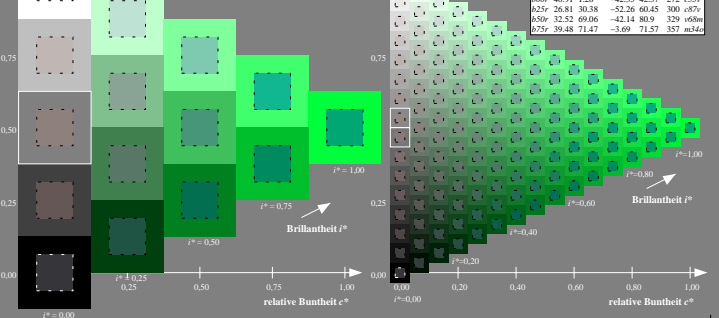 b25r 26.81 30.38 −52.26 60.45 300 c87v
b50r 32.52 69.06 −42.14 80.9 329 v68m
b75r 39.48 71.47 −3.69 71.57 357 m34o
0,75
0,50
0,25
0,00
i* = 1,00
i* = 0,75
i* = 0,50
i* = 0,25
i* = 0,00
Brillantheit i*
0,25 0,50 0,75 1,00
relative Buntheit c*
0,75
0,50
0,25
0,00
i*=1,00
i*=0,80
i*=0,60
i*=0,40
i*=0,20
i*=0,00
Brillantheit i*
0,00 0,20 0,40 0,60 0,80 1,00
relative Buntheit c*